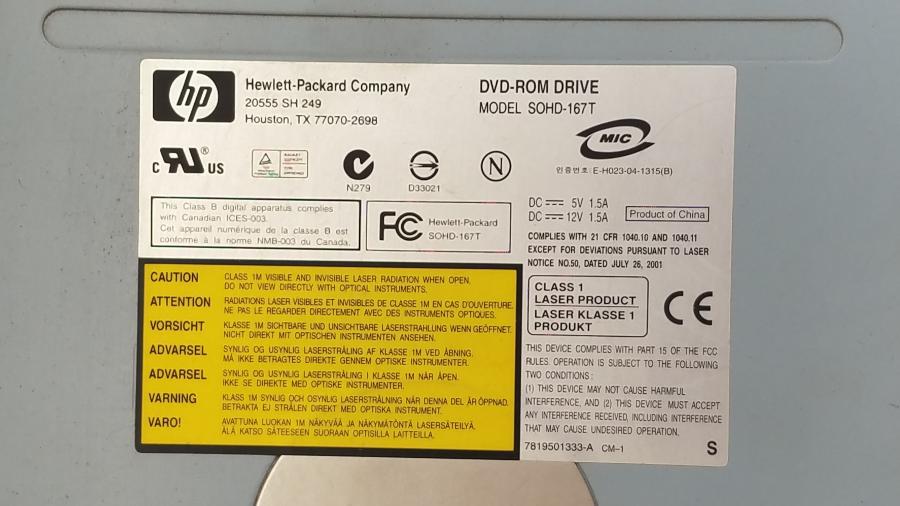 hp
Hewlett-Packard Company
20555 SH 249
Houston, TX 77070-2698
DVD-ROM DRIVE
MODEL SOHD-167T
MIC
인증번호: E-H023-04-1315(B)
c RU ® US
N279
D33021
N
This Class B digital apparatus complies
with Canadian ICES-003.
Cet appareil numérique de la classe B est
conforme à la norme NMB-003 du Canada.
FC Hewlett-Packard
SOHD-167T
DC 5V 1.5A
DC 12V 1.5A
Product of China
COMPLIES WITH 21 CFR 1040.10 AND 1040.11
EXCEPT FOR DEVIATIONS PURSUANT TO LASER
NOTICE NO.50, DATED JULY 26, 2001
CAUTION CLASS 1M VISIBLE AND INVISIBLE LASER RADIATION WHEN OPEN.
DO NOT VIEW DIRECTLY WITH OPTICAL INSTRUMENTS.
ATTENTION RADIATIONS LASER VISIBLES ET INVISIBLES DE CLASSE 1M EN CAS D'OUVERTURE.
NE PAS LE REGARDER DIRECTEMENT AVEC DES INSTRUMENTS OPTIQUES.
VORSICHT KLASSE 1M SICHTBARE UND UNSICHTBARE LASERSTRAHLUNG WENN GEÖFFNET.
NICHT DIREKT MIT OPTISCHEN INSTRUMENTEN ANSEHEN.
ADVARSEL SYNLIG OG USYNLIG LASERSTRÅLING AF KLASSE 1M VED ÅBNING.
MÅ IKKE BETRAGTES DIREKTE GENNEM OPTISKE INSTRUMENTER.
ADVARSEL SYNLIG OG USYNLIG LASERSTRÅLING I KLASSE 1M NÅR ÅPEN.
IKKE SE DIREKTE MED OPTISKE INSTRUMENTER.
VARNING KLASS 1M SYNLIG OCH OSYNLIG LASERSTRÅLNING NÄR DENNA DEL ÄR ÖPPNAD.
BETRAKTA EJ STRÅLEN DIREKT MED OPTISKA INSTRUMENT.
VARO! AVATTUNA LUOKAN 1M NÄKYVÄÄ JA NÄKYMÄTÖNTÄ LASERSÄTEILYÄ.
ÄLÄ KATSO SÄTEESEEN SUORAAN OPTISILLA LAITTEILLA.
CLASS 1
LASER PRODUCT
LASER KLASSE 1
PRODUKT
CE
THIS DEVICE COMPLIES WITH PART 15 OF THE FCC
RULES OPERATION IS SUBJECT TO THE FOLLOWING
TWO CONDITIONS :
(1) THIS DEVICE MAY NOT CAUSE HARMFUL
INTERFERENCE, AND (2) THIS DEVICE MUST ACCEPT
ANY INTERFERENCE RECEIVED, INCLUDING INTERFERENCE
THAT MAY CAUSE UNDESIRED OPERATION.
7819501333-A CM-1 S